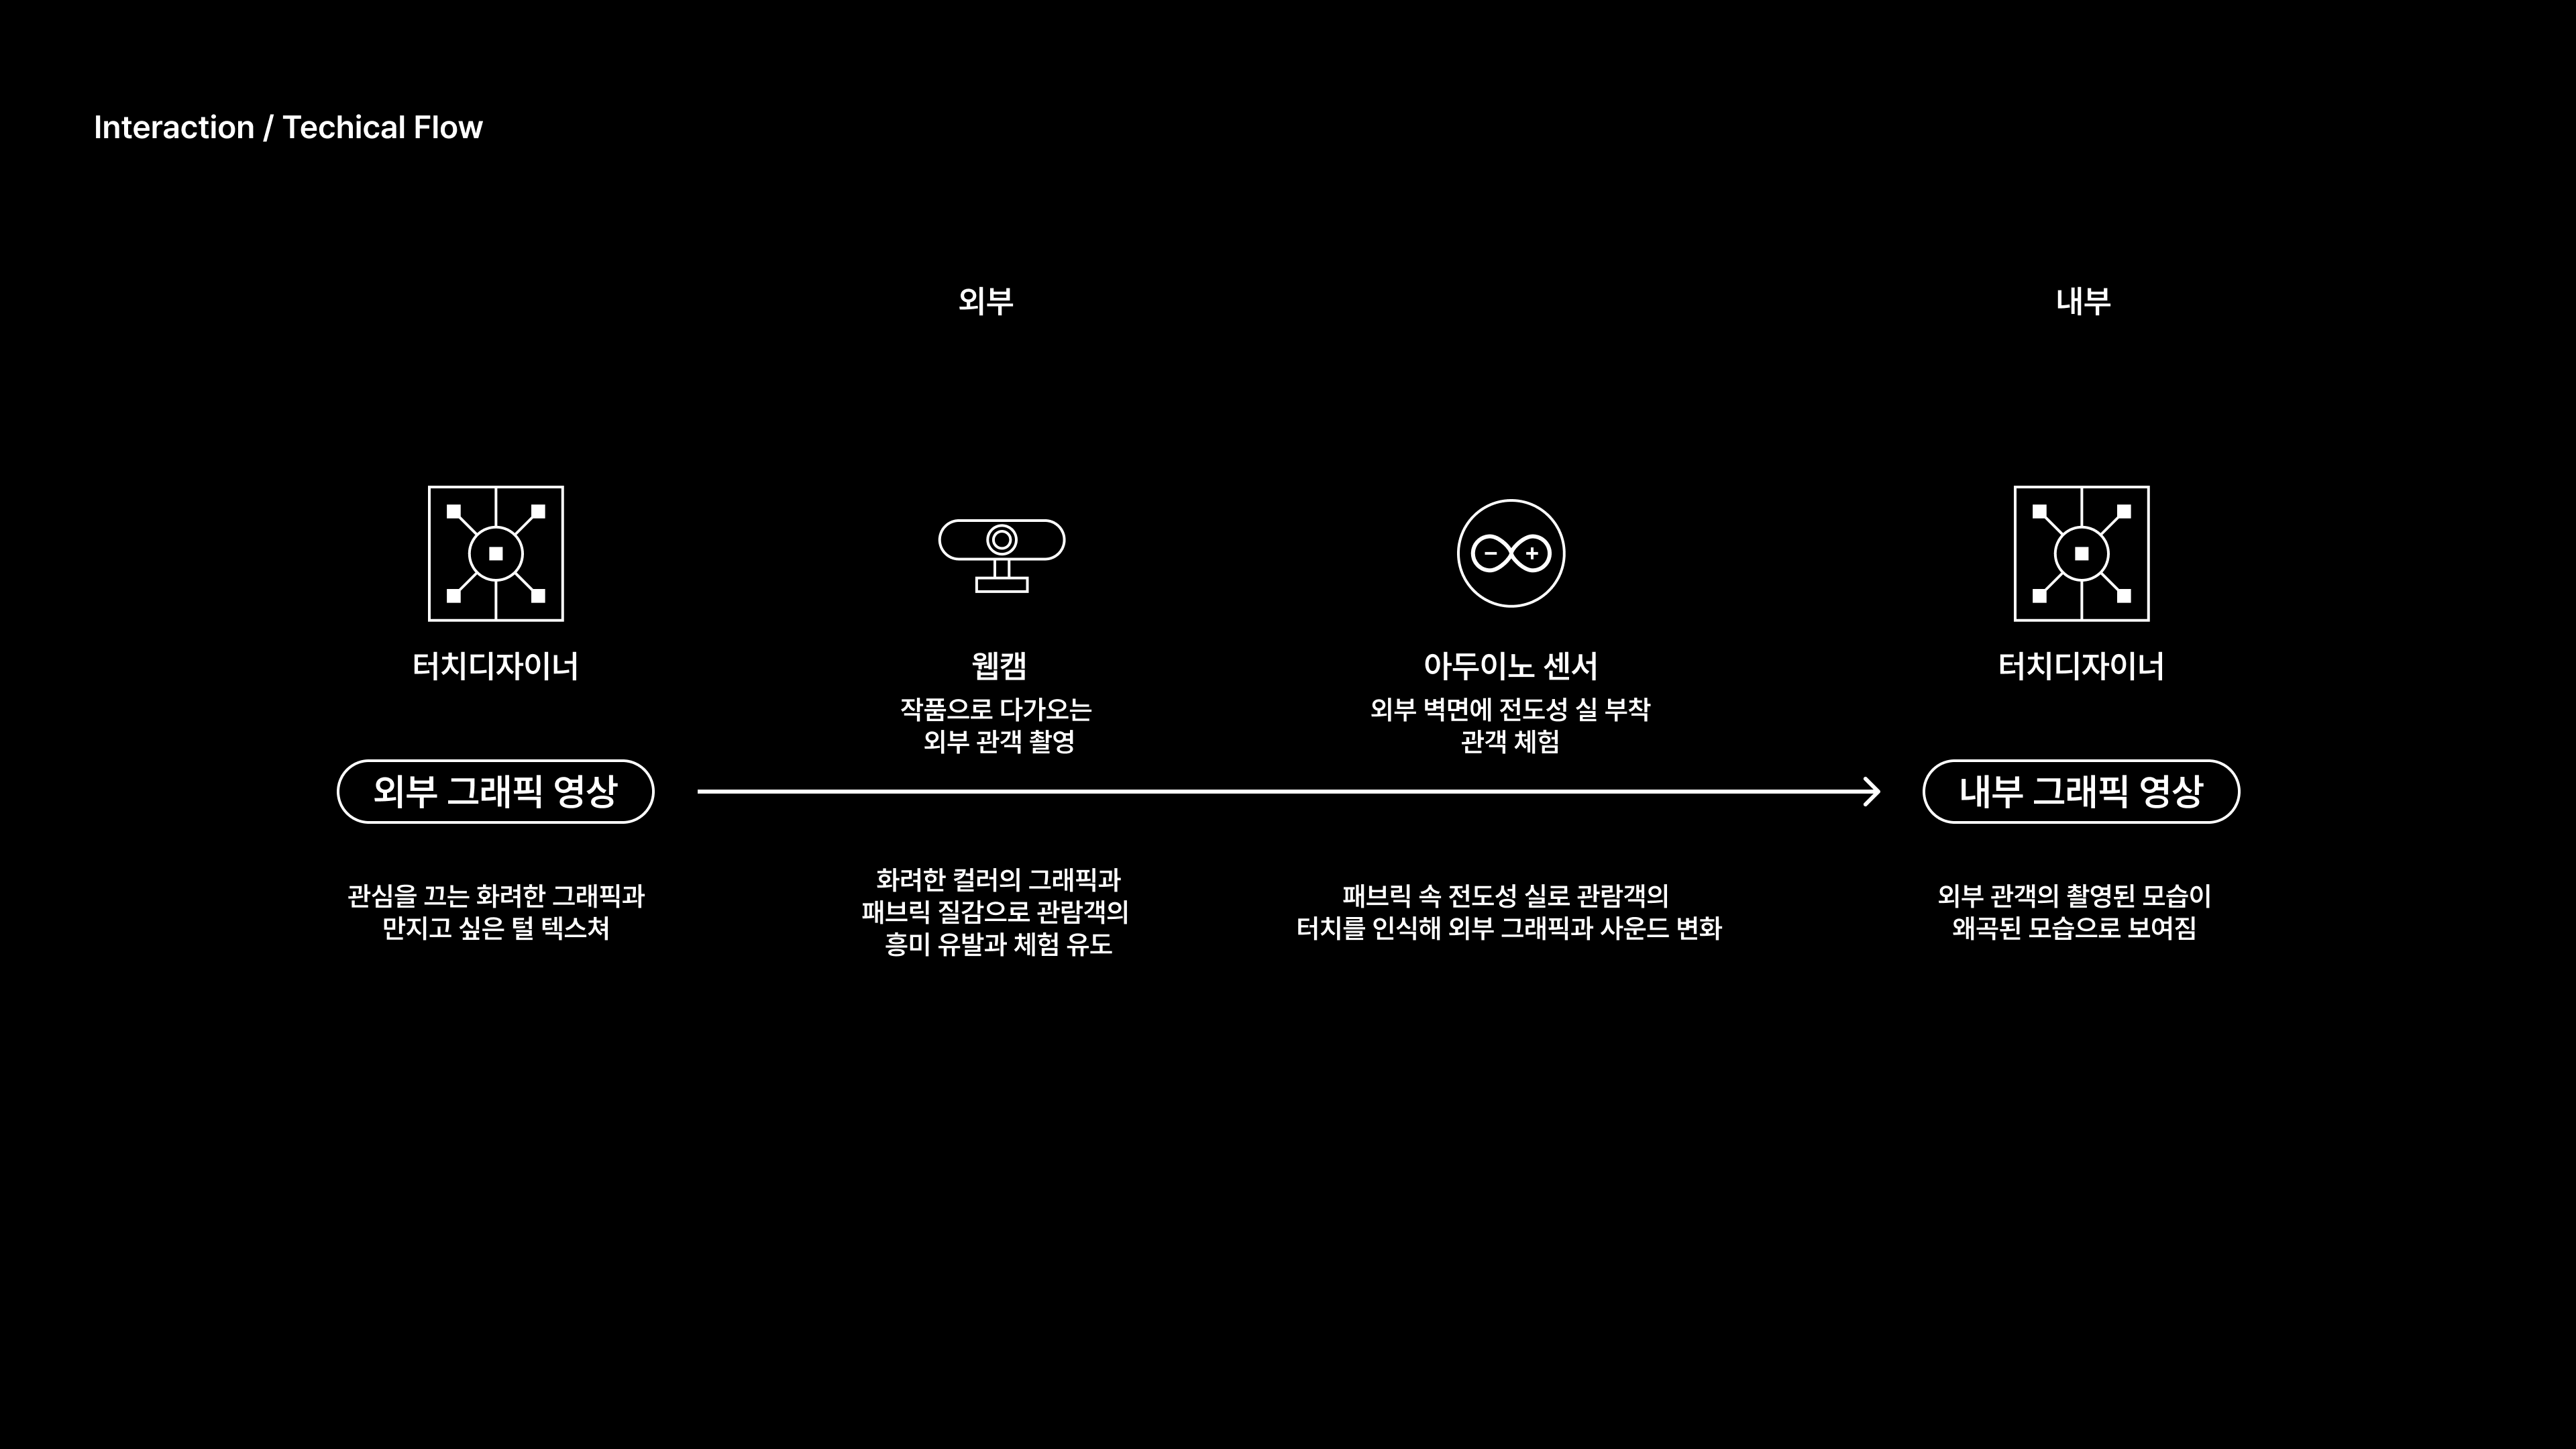 Interaction / Techical Flow
외부
내부
터치디자이너
외부 그래픽 영상
관심을 끄는 화려한 그래픽과
만지고 싶은 털 텍스쳐
웹캠
작품으로 다가오는
외부 관객 촬영
화려한 컬러의 그래픽과
패브릭 질감으로 관람객의
흥미 유발과 체험 유도
아두이노 센서
외부 벽면에 전도성 실 부착
관객 체험
패브릭 속 전도성 실로 관람객의
터치를 인식해 외부 그래픽과 사운드 변화
터치디자이너
내부 그래픽 영상
외부 관객의 촬영된 모습이
왜곡된 모습으로 보여짐